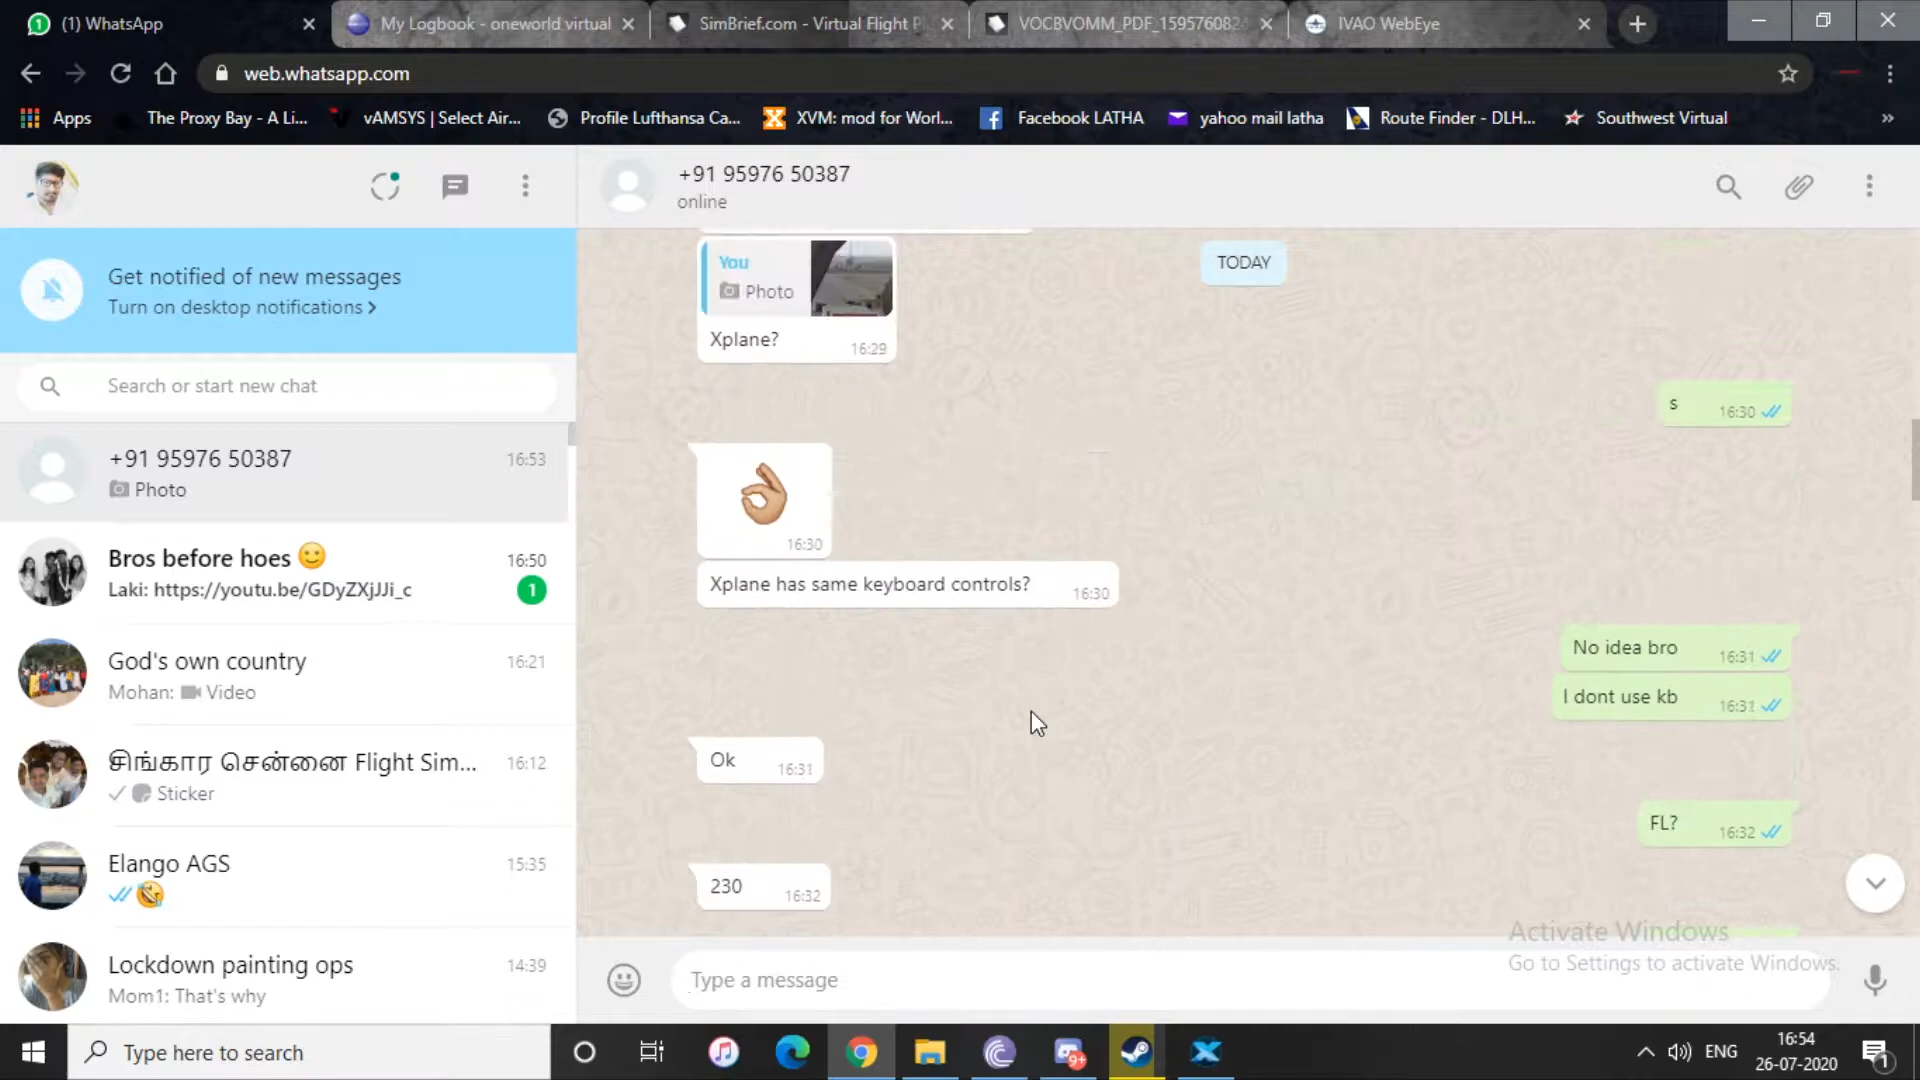 (1) WhatsApp
My Logbook - oneworld virtual
SimBrief.com - Virtual Flight P
VOCBVOMM_PDF_1595760824
IVAO WebEye
web.whatsapp.com
Apps
The Proxy Bay - A Li...
vAMSYS | Select Air...
Profile Lufthansa Ca...
XVM: mod for Worl...
Facebook LATHA
yahoo mail latha
Route Finder - DLH...
Southwest Virtual
»
Get notified of new messages
Turn on desktop notifications >
Search or start new chat
+91 95976 50387
16:53
Photo
Bros before hoes 🙂
16:50
Laki: https://youtu.be/GDyZXjJJi_c
1
God's own country
16:21
Mohan: Video
சிங்கார சென்னை Flight Sim...
16:12
Sticker
Elango AGS
15:35
🤣
Lockdown painting ops
14:39
Mom1: That's why
+91 95976 50387
online
TODAY
You
Photo
Xplane?
16:29
s
16:30
👌🏽
16:30
Xplane has same keyboard controls?
16:30
No idea bro
16:31
I dont use kb
16:31
Ok
16:31
FL?
16:32
230
16:32
Activate Windows
Go to Settings to activate Windows.
Type a message
Type here to search
9+
ENG
16:54
26-07-2020
1